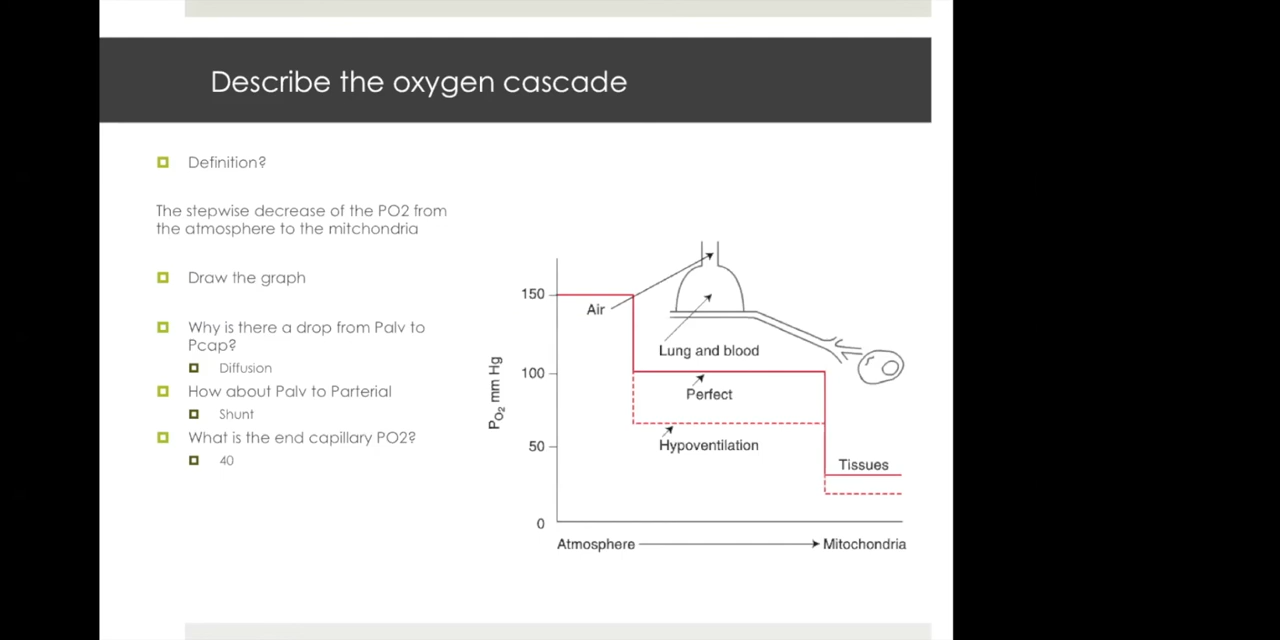 Describe the oxygen cascade
Definition?
The stepwise decrease of the PO2 from
the atmosphere to the mitchondria
Draw the graph
Why is there a drop from Palv to
Pcap?
Diffusion
How about Palv to Parterial
Shunt
What is the end capillary PO2?
40
150
100
50
0
PO2 mm Hg
Air
Lung and blood
Perfect
Hypoventilation
Tissues
Atmosphere
Mitochondria